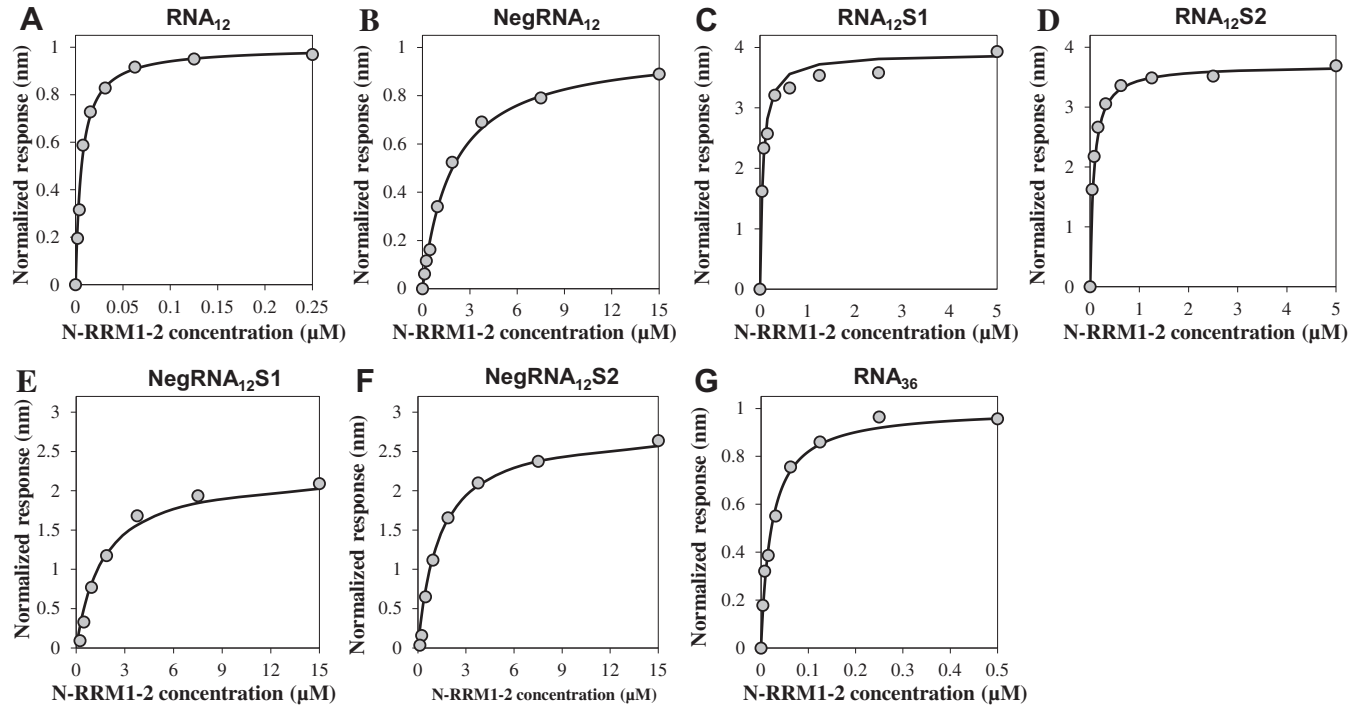 A RNA12
Normalized response (nm)
1
0.8
0.6
0.4
0.2
0
0 0.05 0.1 0.15 0.2 0.25
N-RRM1-2 concentration (µM)
B NegRNA12
Normalized response (nm)
1
0.8
0.6
0.4
0.2
0
0 3 6 9 12 15
N-RRM1-2 concentration (µM)
C RNA12S1
Normalized response (nm)
4
3
2
1
0
0 1 2 3 4 5
N-RRM1-2 concentration (µM)
D RNA12S2
Normalized response (nm)
4
3
2
1
0
0 1 2 3 4 5
N-RRM1-2 concentration (µM)
E NegRNA12S1
Normalized response (nm)
3
2.5
2
1.5
1
0.5
0
0 3 6 9 12 15
N-RRM1-2 concentration (µM)
F NegRNA12S2
Normalized response (nm)
3
2.5
2
1.5
1
0.5
0
0 3 6 9 12 15
N-RRM1-2 concentration (µM)
G RNA36
Normalized response (nm)
1
0.8
0.6
0.4
0.2
0
0 0.1 0.2 0.3 0.4 0.5
N-RRM1-2 concentration (µM)